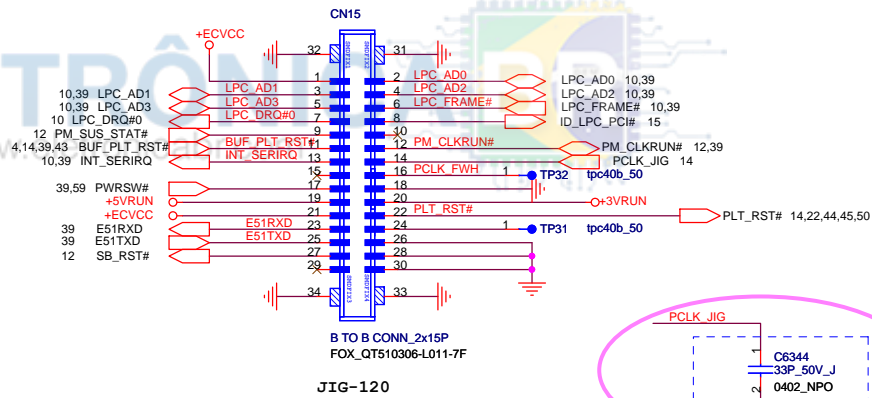 CN15
+ECVCC
32 SMDFIX1 SMDFIX2 31
1 2 LPC_AD0 LPC_AD0 10,39
10,39 LPC_AD1 LPC_AD1 3 4 LPC_AD2 LPC_AD2 10,39
10,39 LPC_AD3 LPC_AD3 5 6 LPC_FRAME# LPC_FRAME# 10,39
10 LPC_DRQ#0 LPC_DRQ#0 7 8 ID_LPC_PCI# 15
12 PM_SUS_STAT# 9 10
4,14,39,43 BUF_PLT_RST# BUF_PLT_RST# 11 12 PM_CLKRUN# PM_CLKRUN# 12,39
10,39 INT_SERIRQ INT_SERIRQ 13 14 PCLK_JIG 14
15 16 PCLK_FWH 1 TP32 tpc40b_50
39,59 PWRSW# 17 18
+5VRUN 19 20 +3VRUN
+ECVCC 21 22 PLT_RST# PLT_RST# 14,22,44,45,50
39 E51RXD E51RXD 23 24 1 TP31 tpc40b_50
39 E51TXD E51TXD 25 26
12 SB_RST# 27 28
29 30
34 SMDFIX3 SMDFIX4 33
B TO B CONN_2x15P
FOX_QT510306-L011-7F
JIG-120
PCLK_JIG
1
C6344
33P_50V_J
0402_NPO
2
TRÔNICA
BR